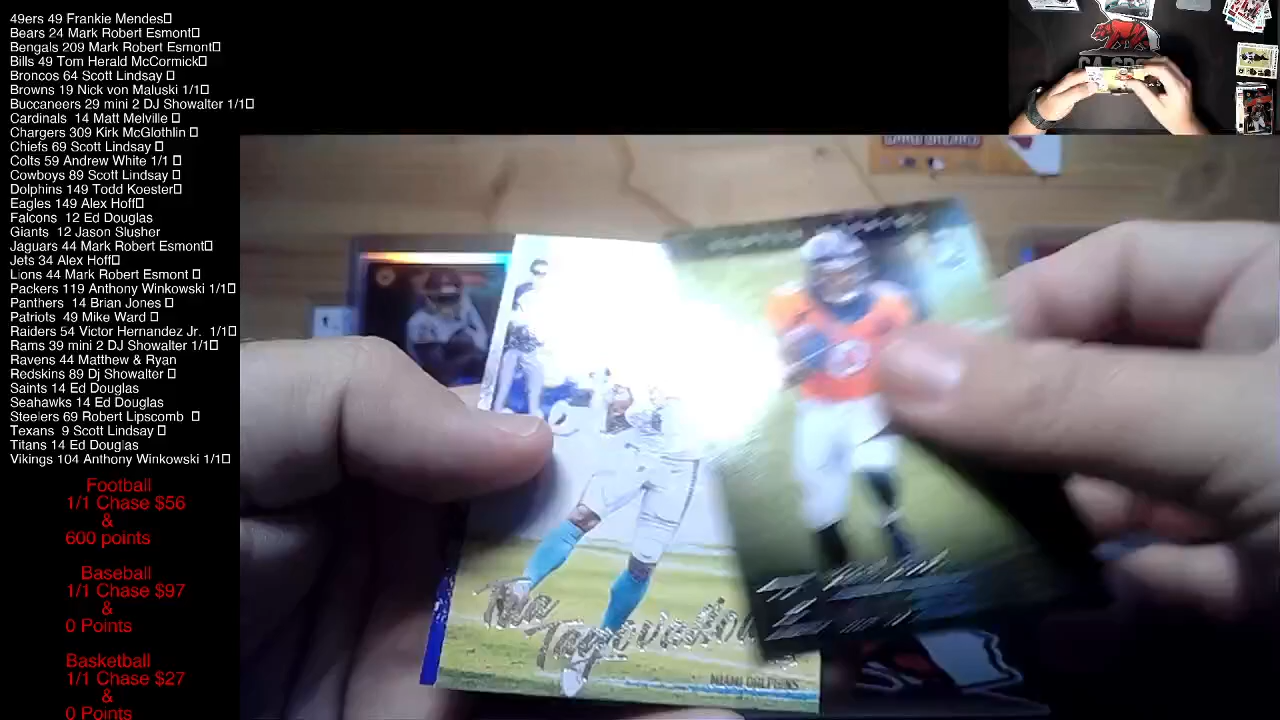 49ers 49 Frankie Mendes
Bears 24 Mark Robert Esmont
Bengals 209 Mark Robert Esmont
Bills 49 Tom Herald McCormick
Broncos 64 Scott Lindsay
Browns 19 Nick von Maluski 1/1
Buccaneers 29 mini 2 DJ Showalter 1/1
Cardinals 14 Matt Melville
Chargers 309 Kirk McGlothlin
Chiefs 69 Scott Lindsay
Colts 59 Andrew White 1/1
Cowboys 89 Scott Lindsay
Dolphins 149 Todd Koester
Eagles 149 Alex Hoff
Falcons 12 Ed Douglas
Giants 12 Jason Slusher
Jaguars 44 Mark Robert Esmont
Jets 34 Alex Hoff
Lions 44 Mark Robert Esmont
Packers 119 Anthony Winkowski 1/1
Panthers 14 Brian Jones
Patriots 49 Mike Ward
Raiders 54 Victor Hernandez Jr. 1/1
Rams 39 mini 2 DJ Showalter 1/1
Ravens 44 Matthew & Ryan
Redskins 89 Dj Showalter
Saints 14 Ed Douglas
Seahawks 14 Ed Douglas
Steelers 69 Robert Lipscomb
Texans 9 Scott Lindsay
Titans 14 Ed Douglas
Vikings 104 Anthony Winkowski 1/1
Football
1/1 Chase $56
&
600 points
Baseball
1/1 Chase $97
&
0 Points
Basketball
1/1 Chase $27
&
0 Points
MIAMI DOLPHINS